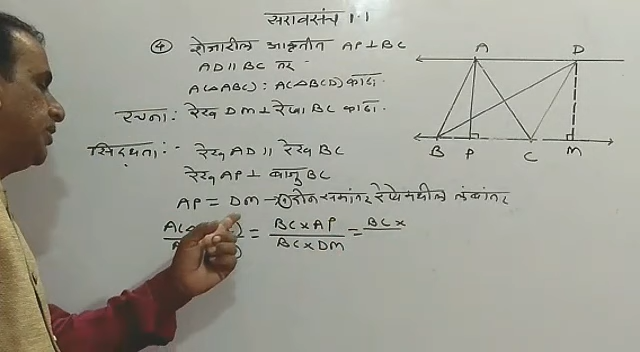 सरावसंच 1.1
④ शेजारील आकृतीत AP ⊥ BC
AD ॥ BC तर
A(△ABC) : A(△BCD) काढा.
रचना : रेख DM ⊥ रेषा BC काढा.
सिद्धता : - रेख AD ॥ रेख BC
रेख AP ⊥ बाजु BC
AP = DM - ① दोन समांतर रेषेमधील लंबांतर
= BC × AP / BC × DM = BC ×
A D
B P C M